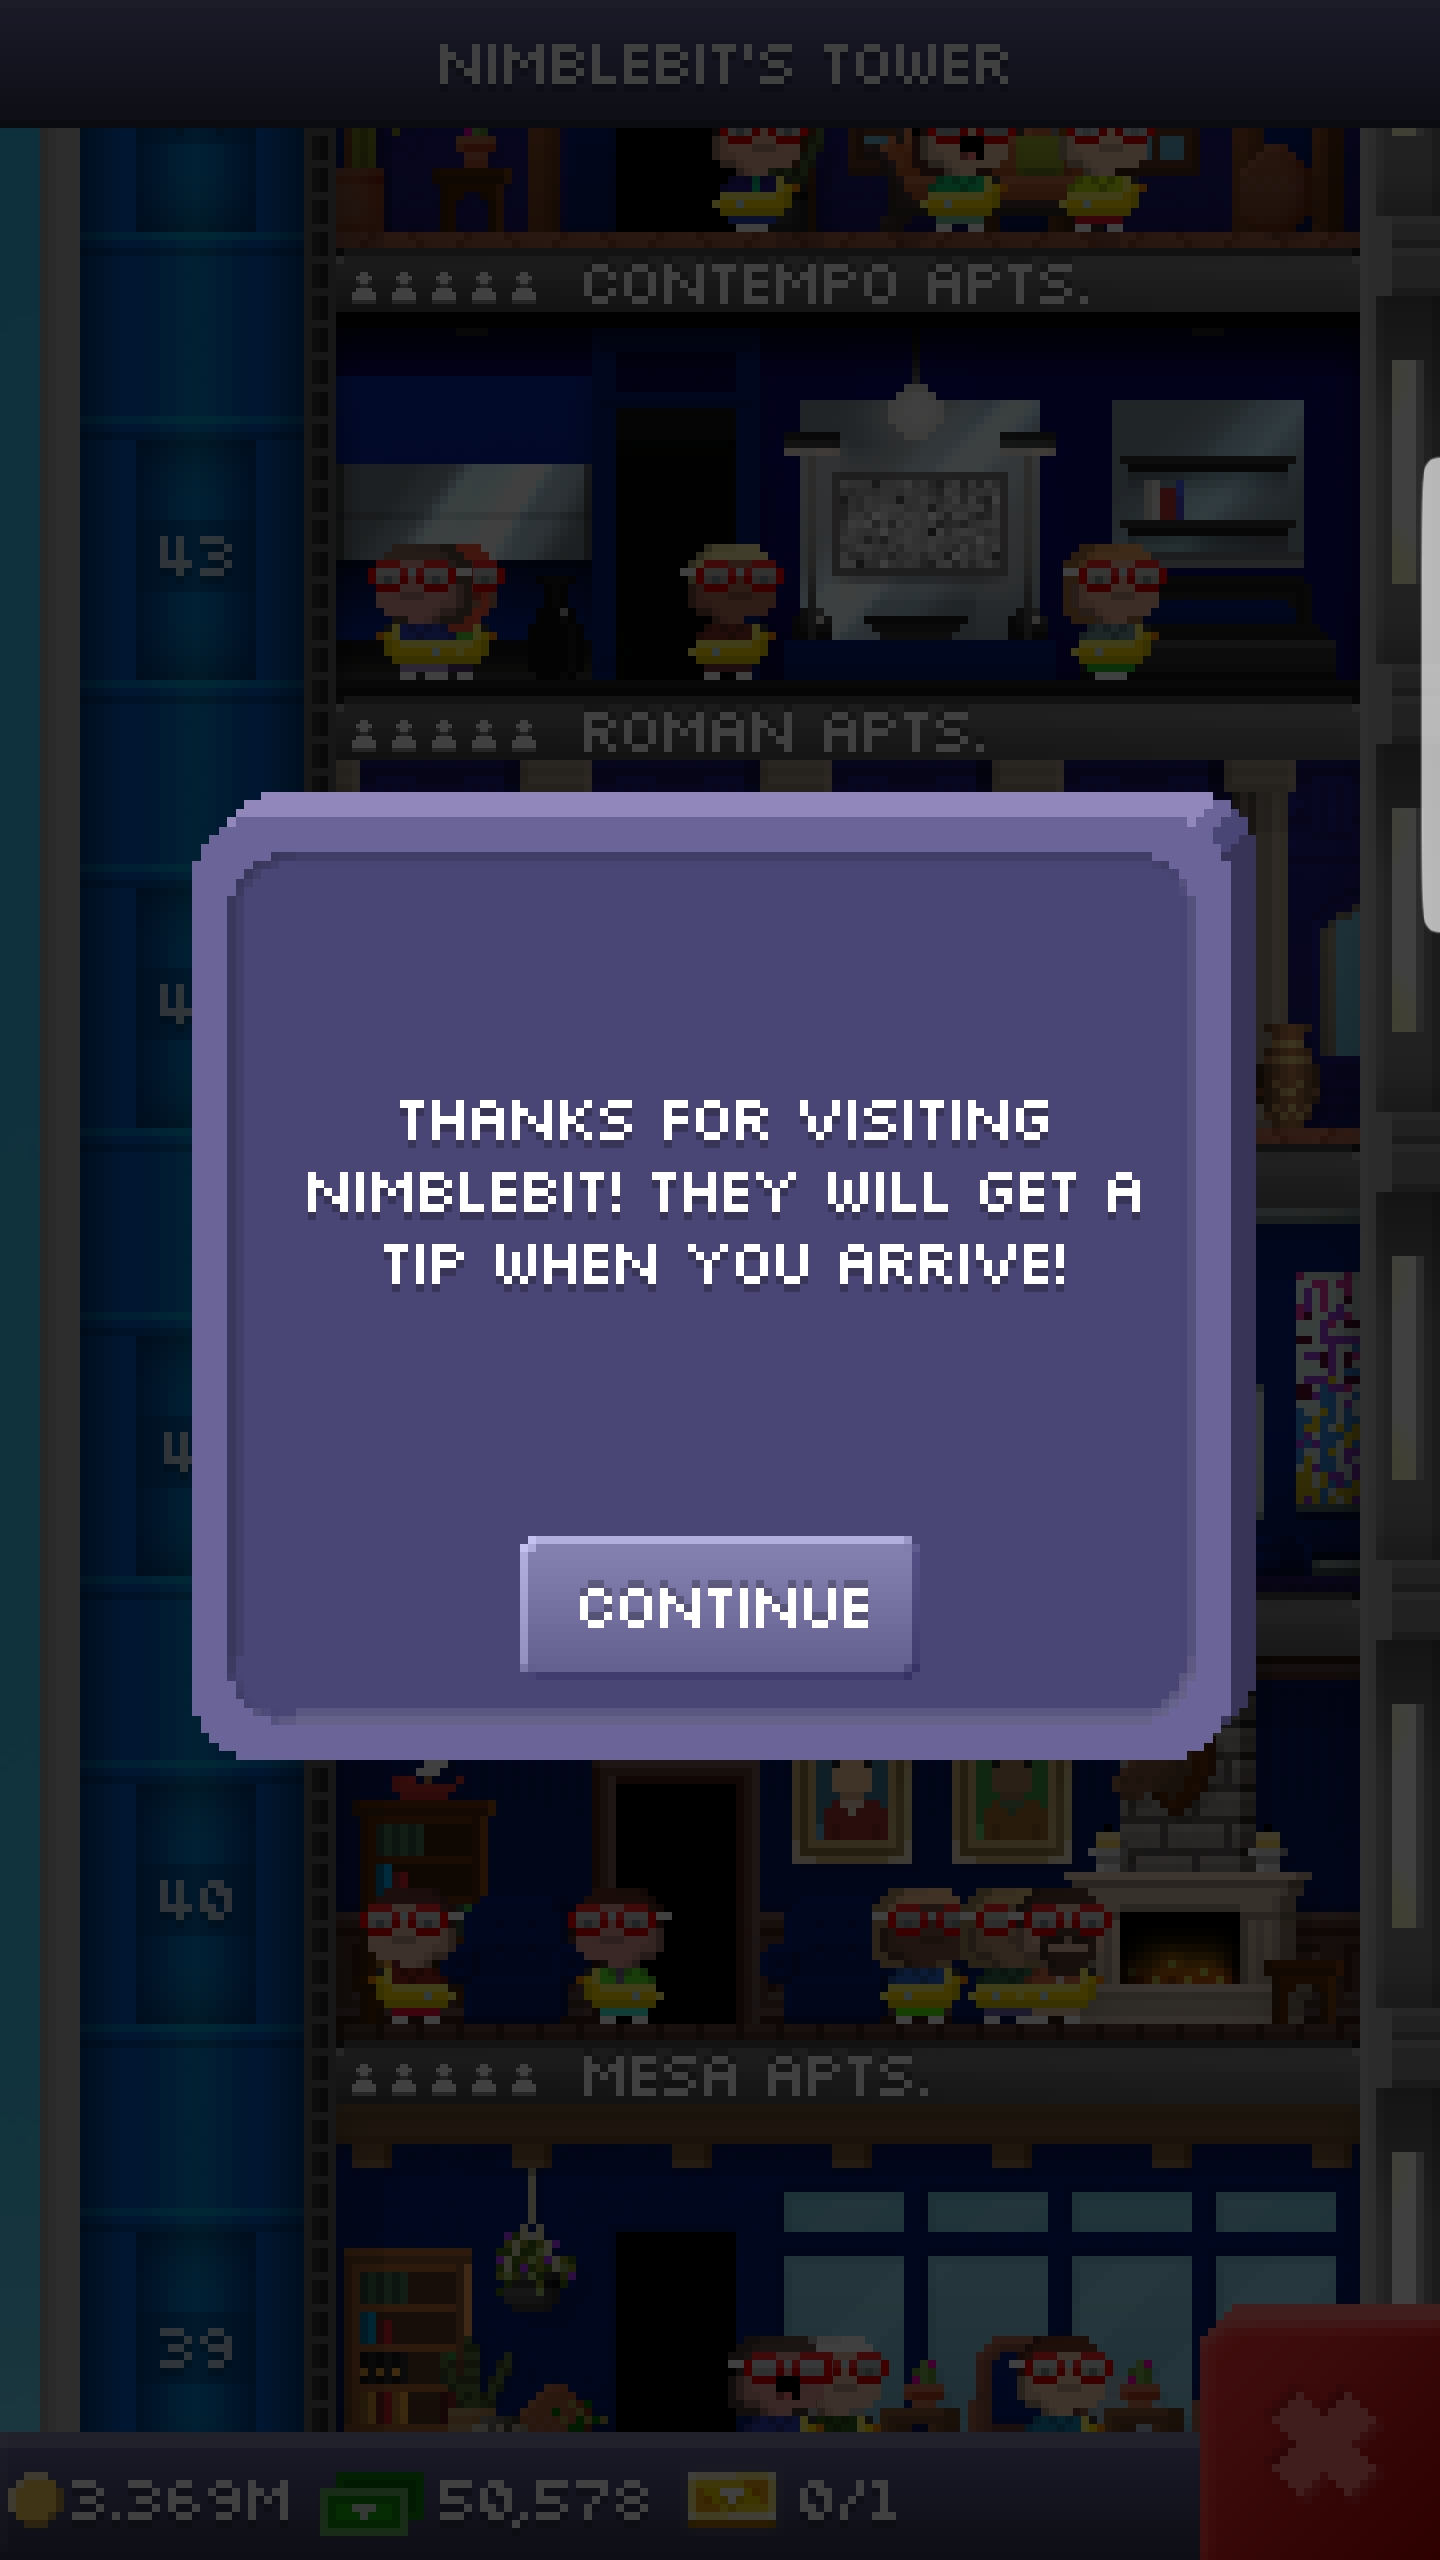 NIMBLEBIT'S TOWER
CONTEMPO APTS.
43
ROMAN APTS.
THANKS FOR VISITING
NIMBLEBIT! THEY WILL GET A
TIP WHEN YOU ARRIVE!
CONTINUE
40
MESA APTS.
39
3.369M 50,578 0/1